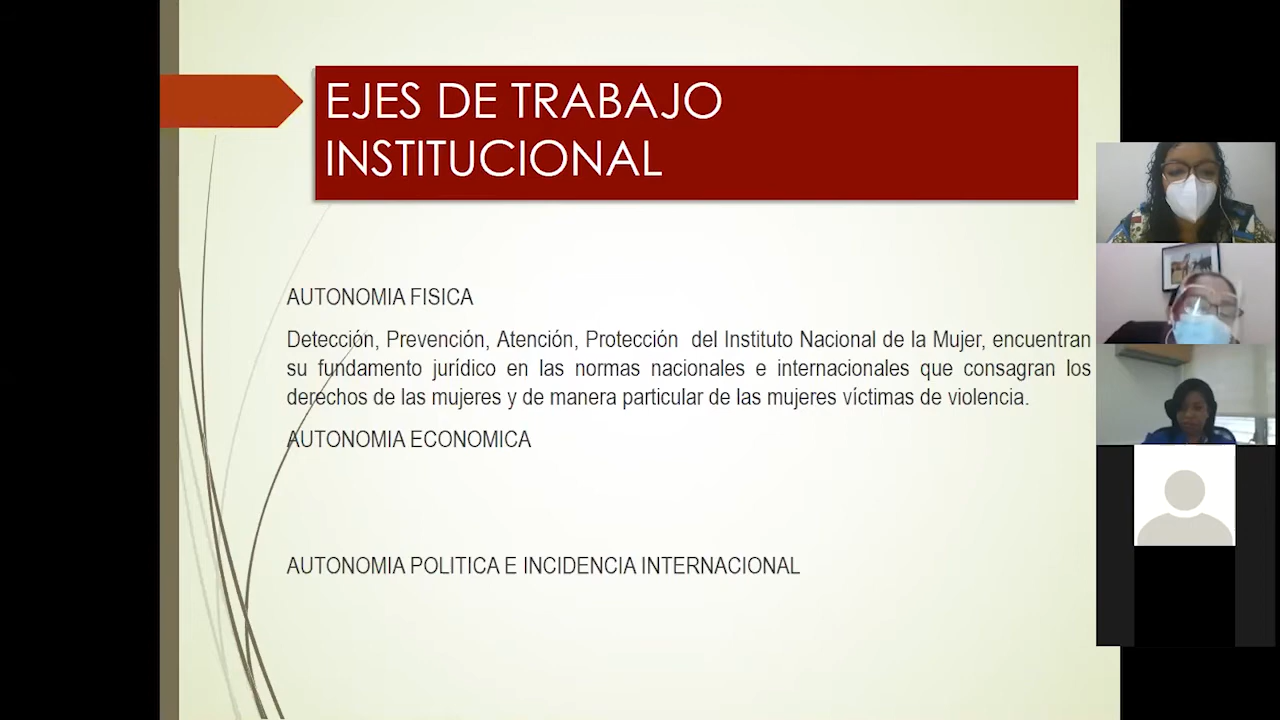 EJES DE TRABAJO
INSTITUCIONAL
AUTONOMIA FISICA
Detección, Prevención, Atención, Protección del Instituto Nacional de la Mujer, encuentran
su fundamento jurídico en las normas nacionales e internacionales que consagran los
derechos de las mujeres y de manera particular de las mujeres víctimas de violencia.
AUTONOMIA ECONOMICA
AUTONOMIA POLITICA E INCIDENCIA INTERNACIONAL